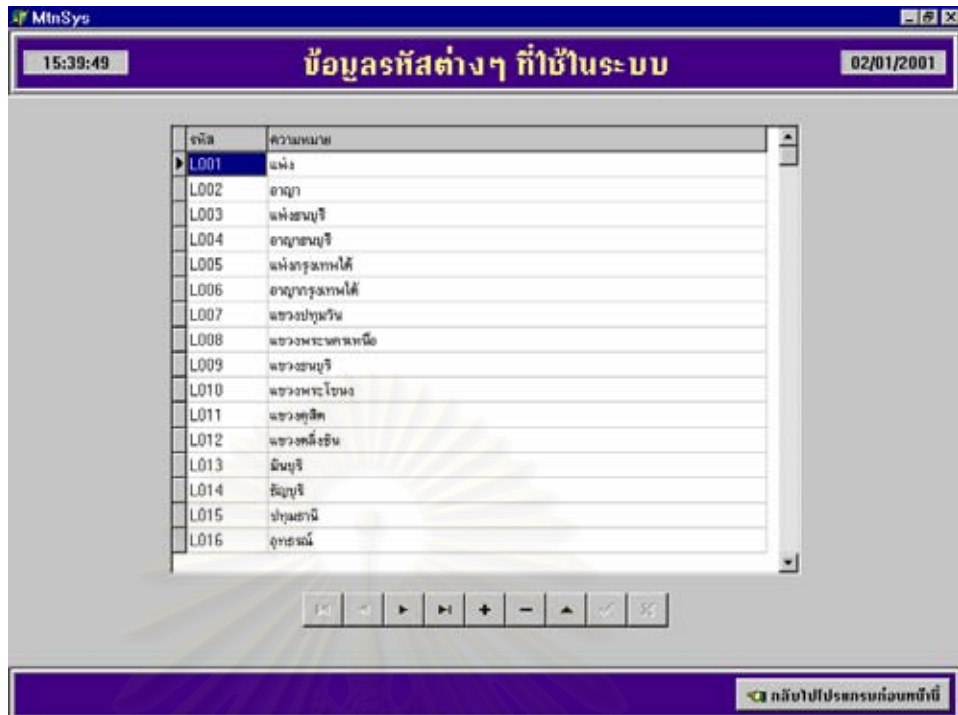 MtnSys
15:39:49
ข้อมูลรหัสต่างๆ ที่ใช้ในระบบ
02/01/2001
รหัส ความหมาย
L001 แพ่ง
L002 อาญา
L003 แพ่งธนบุรี
L004 อาญาธนบุรี
L005 แพ่งกรุงเทพใต้
L006 อาญากรุงเทพใต้
L007 แขวงปทุมวัน
L008 แขวงพระนครเหนือ
L009 แขวงธนบุรี
L010 แขวงพระโขนง
L011 แขวงดุสิต
L012 แขวงตลิ่งชัน
L013 มีนบุรี
L014 ธัญบุรี
L015 ปทุมธานี
L016 อุทธรณ์
กลับไปโปรแกรมก่อนหน้านี้